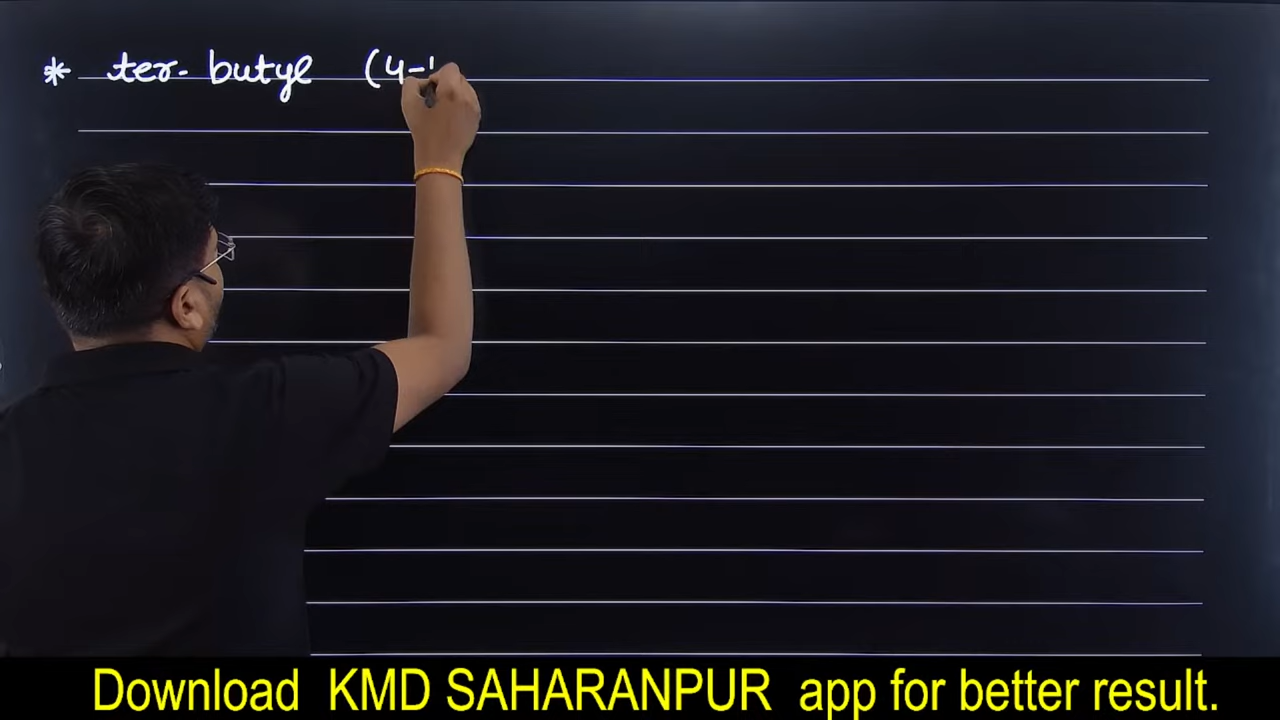 * ter- butyl (4-
Download KMD SAHARANPUR app for better result.